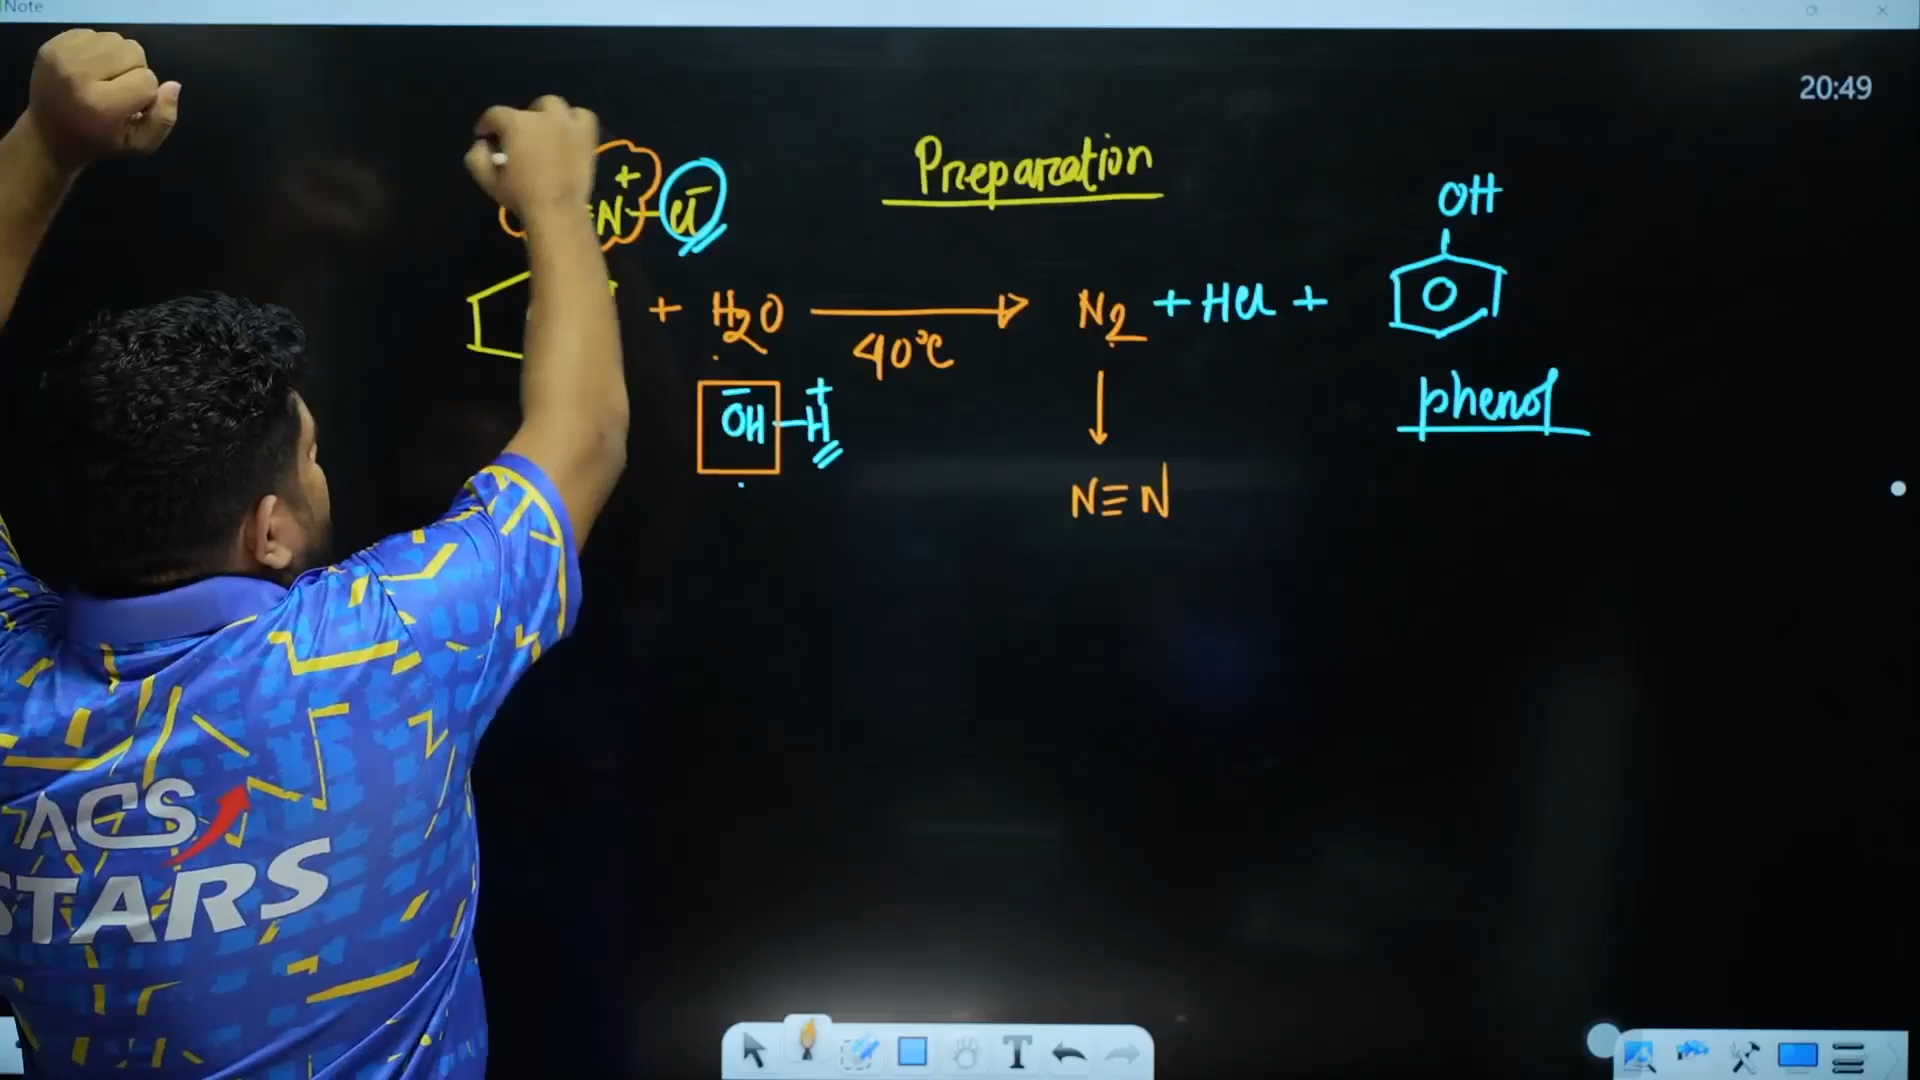 Note
20:49
Preparation
≡N⁺–Cl⁻
OH
+ H₂O → N₂ + HCl +
40°C
⁻OH–H⁺
phenol
N≡N
ACS
STARS
T